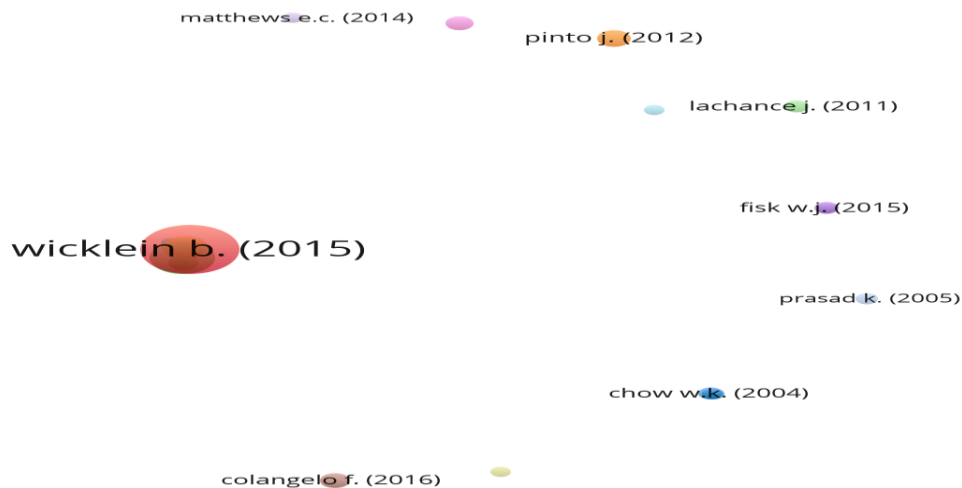 matthews e.c. (2014)
pinto j. (2012)
lachance j. (2011)
fisk w.j. (2015)
wicklein b. (2015)
prasad k. (2005)
chow w.k. (2004)
colangelo f. (2016)